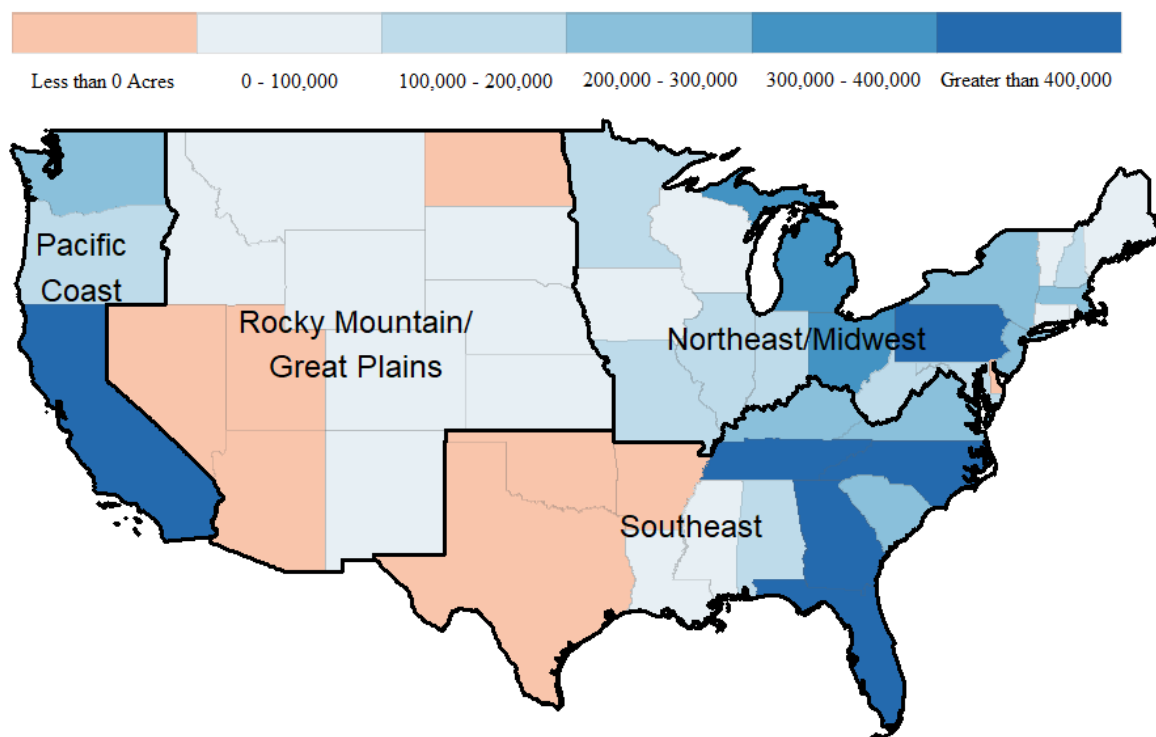 Less than 0 Acres
0 - 100,000
100,000 - 200,000
200,000 - 300,000
300,000 - 400,000
Greater than 400,000
Pacific
Coast
Rocky Mountain/
Great Plains
Northeast/Midwest
Southeast